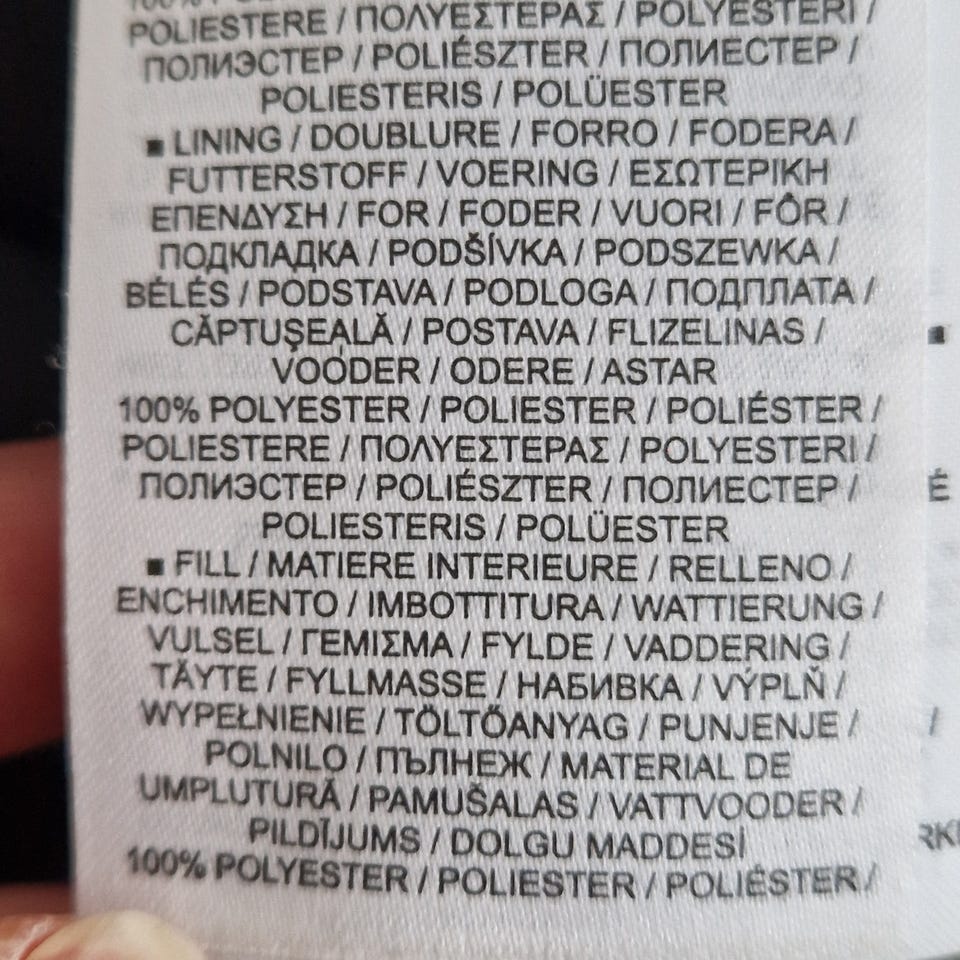 POLIESTERE / ΠΟΛΥΕΣΤΕΡΑΣ / POLYESTERI /
ПОЛИЭСТЕР / POLIÉSZTER / ПОЛИЕСТЕР /
POLIESTERIS / POLÜESTER
▪ LINING / DOUBLURE / FORRO / FODERA /
FUTTERSTOFF / VOERING / ΕΣΩΤΕΡΙΚΗ
ΕΠΕΝΔΥΣΗ / FOR / FODER / VUORI / FÔR /
ПОДКЛАДКА / PODŠÍVKA / PODSZEWKA /
BÉLÉS / PODSTAVA / PODLOGA / ПОДПЛАТА /
CĂPTUŞEALĂ / POSTAVA / FLIZELINAS /
VOODER / ODERE / ASTAR
100% POLYESTER / POLIESTER / POLIÉSTER /
POLIESTERE / ΠΟΛΥΕΣΤΕΡΑΣ / POLYESTERI /
ПОЛИЭСТЕР / POLIÉSZTER / ПОЛИЕСТЕР /
POLIESTERIS / POLÜESTER
▪ FILL / MATIERE INTERIEURE / RELLENO /
ENCHIMENTO / IMBOTTITURA / WATTIERUNG /
VULSEL / ΓΕΜΙΣΜΑ / FYLDE / VADDERING /
TÄYTE / FYLLMASSE / НАБИВКА / VÝPLŇ /
WYPEŁNIENIE / TÖLTŐANYAG / PUNJENJE /
POLNILO / ПЪЛНЕЖ / MATERIAL DE
UMPLUTURĂ / PAMUŠALAS / VATTVOODER /
PILDĪJUMS / DOLGU MADDESİ
100% POLYESTER / POLIESTER / POLIÉSTER /